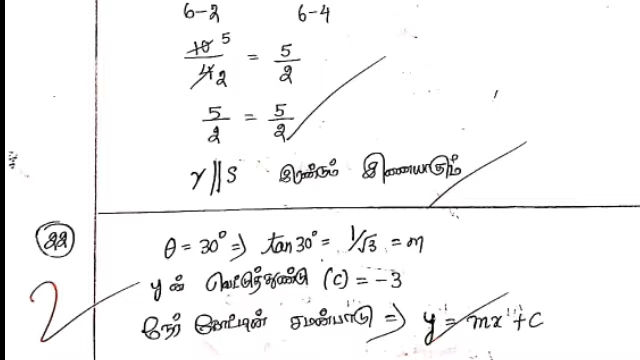 6-2 6-4
10 5 / 4 2 = 5/2
5/2 = 5/2
r || s இரண்டும் இணையாகும்
22
θ = 30° ⇒ tan 30° = 1/√3 = m
y ன் வெட்டுத்துண்டு (c) = -3
நேர் கோட்டின் சமன்பாடு ⇒ y = mx + c
2